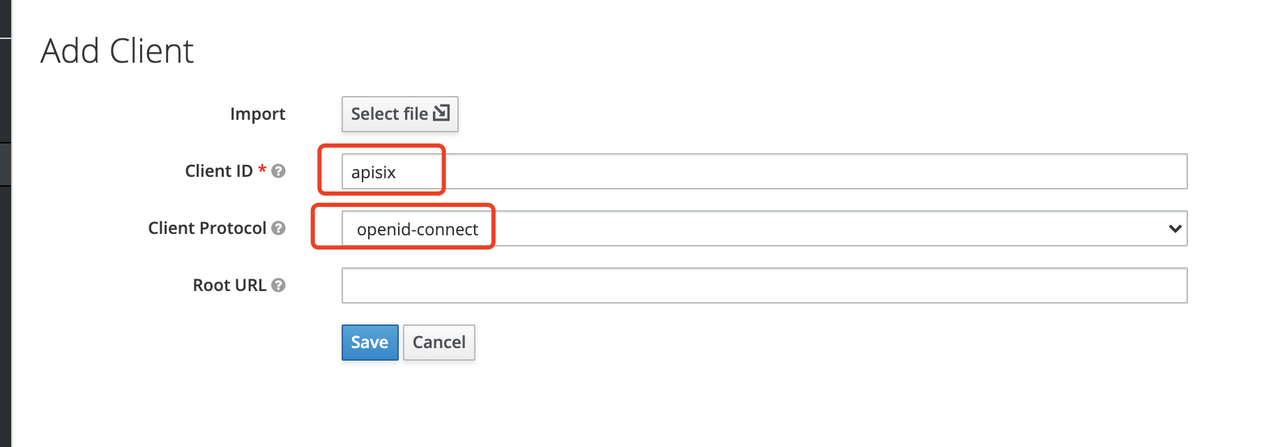 Add Client
Import Select file
Client ID * apisix
Client Protocol openid-connect
Root URL
Save Cancel